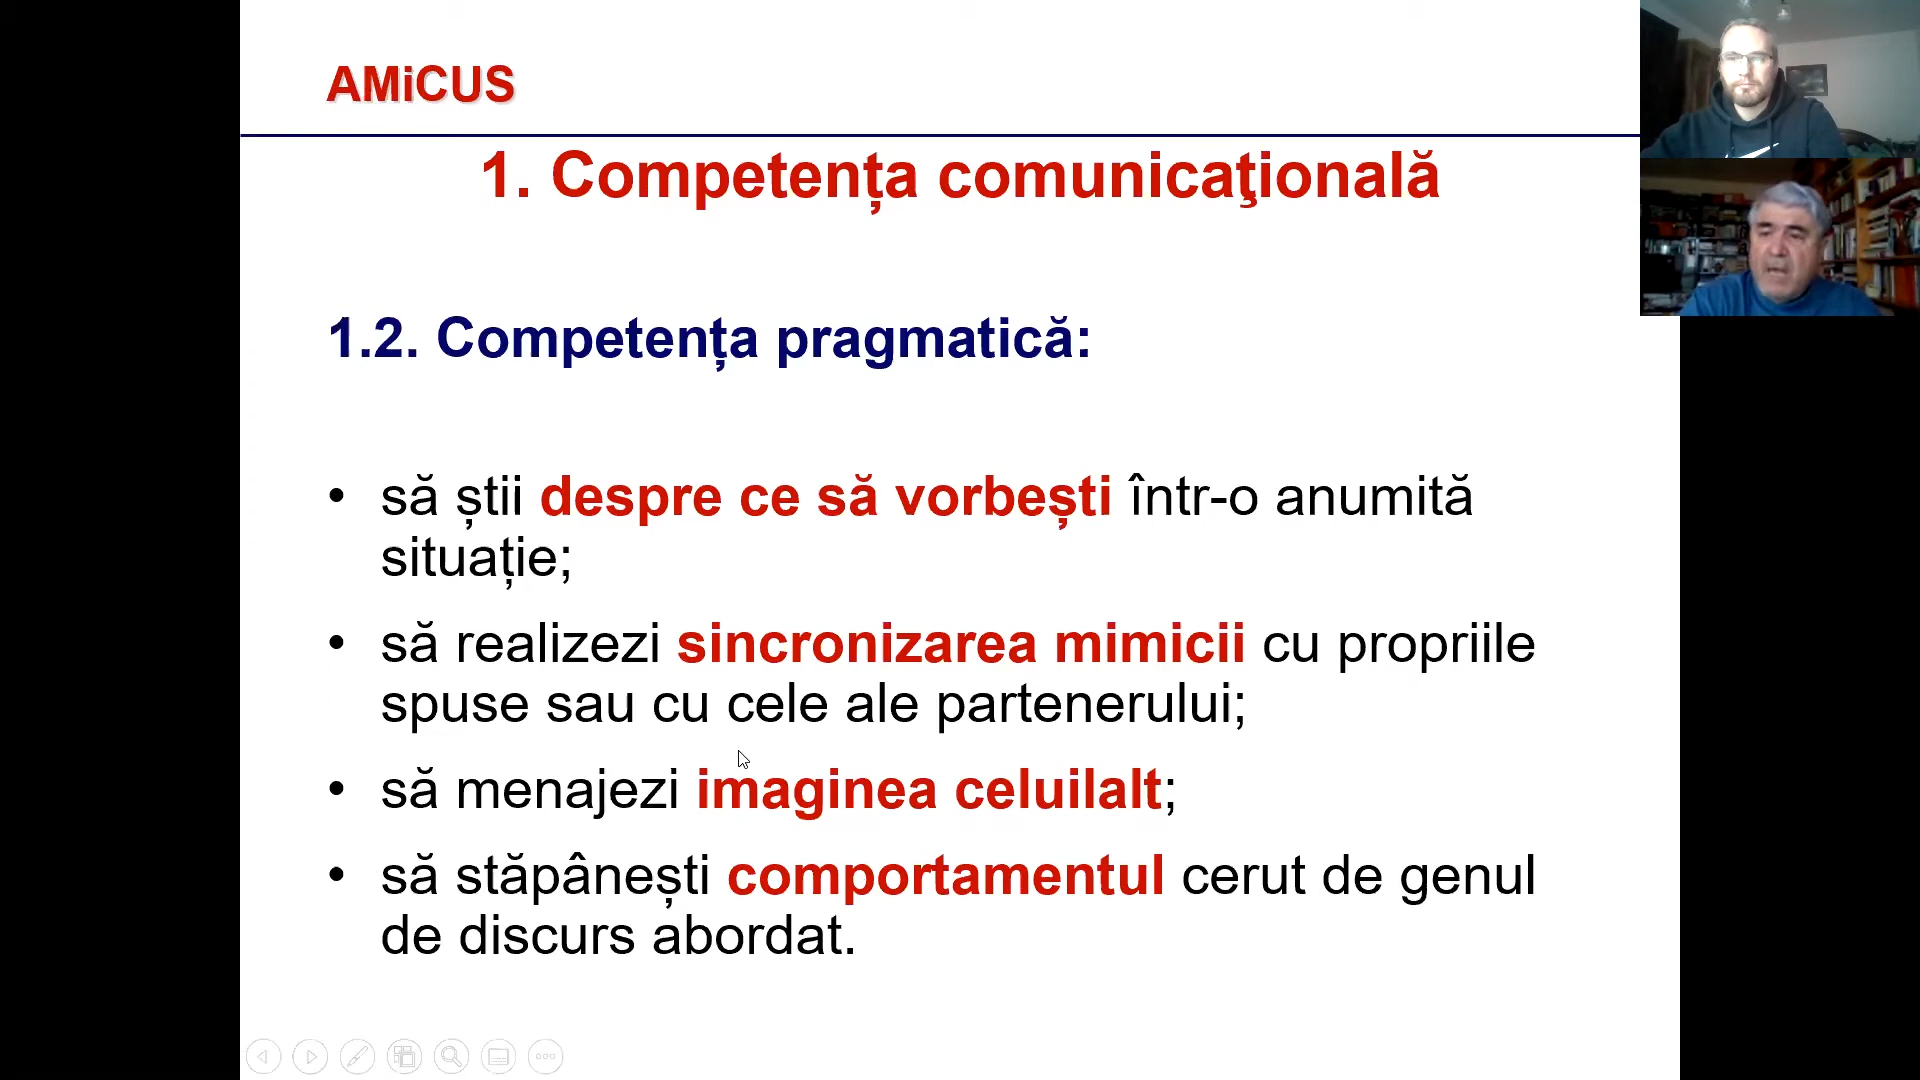 AMiCUS
1. Competența comunicaţională
1.2. Competența pragmatică:
• să știi despre ce să vorbești într-o anumită
situație;
• să realizezi sincronizarea mimicii cu propriile
spuse sau cu cele ale partenerului;
• să menajezi imaginea celuilalt;
• să stăpânești comportamentul cerut de genul
de discurs abordat.